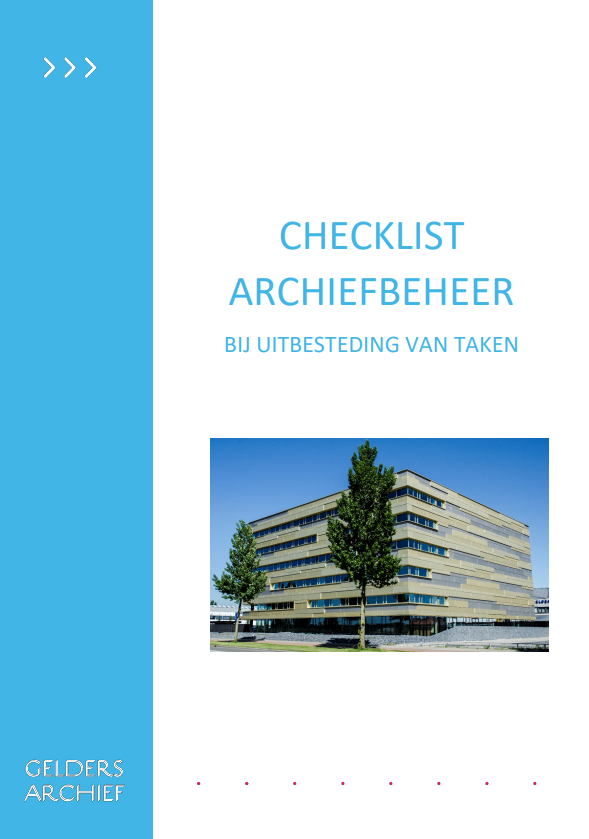 >>>
CHECKLIST
ARCHIEFBEHEER
BIJ UITBESTEDING VAN TAKEN
GELDERS
ARCHIEF